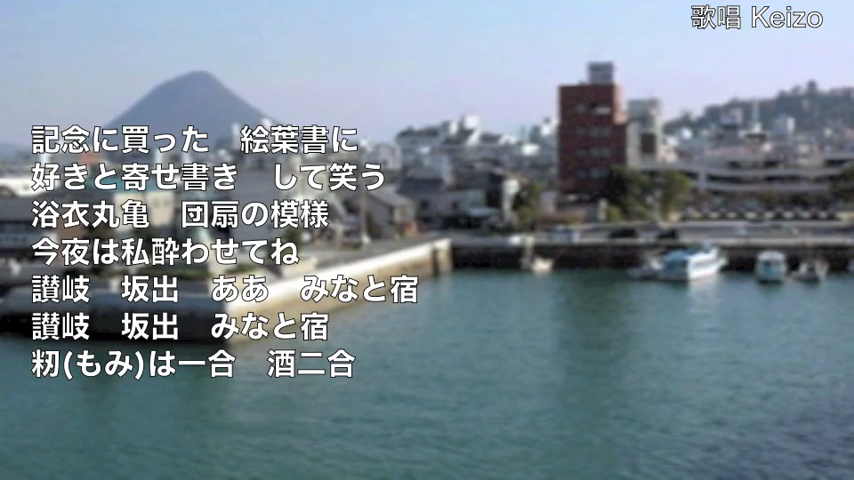 歌唱 Keizo
記念に買った　絵葉書に
好きと寄せ書き　して笑う
浴衣丸亀　団扇の模様
今夜は私酔わせてね
讃岐　坂出　ああ　みなと宿
讃岐　坂出　みなと宿
籾(もみ)は一合　酒二合